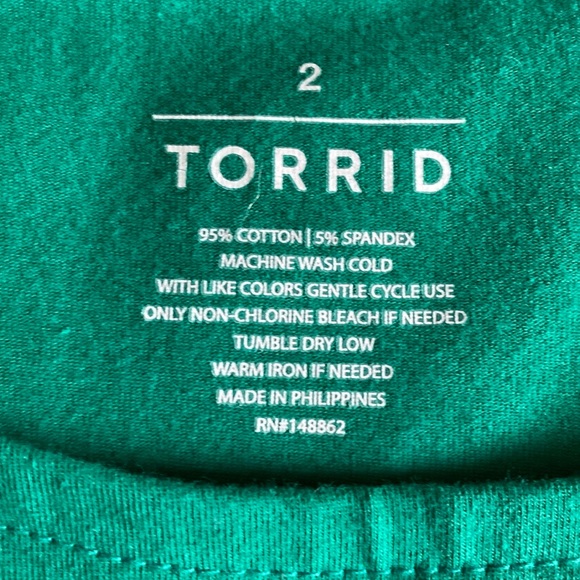 2
TORRID
95% COTTON | 5% SPANDEX
MACHINE WASH COLD
WITH LIKE COLORS GENTLE CYCLE USE
ONLY NON-CHLORINE BLEACH IF NEEDED
TUMBLE DRY LOW
WARM IRON IF NEEDED
MADE IN PHILIPPINES
RN#148862